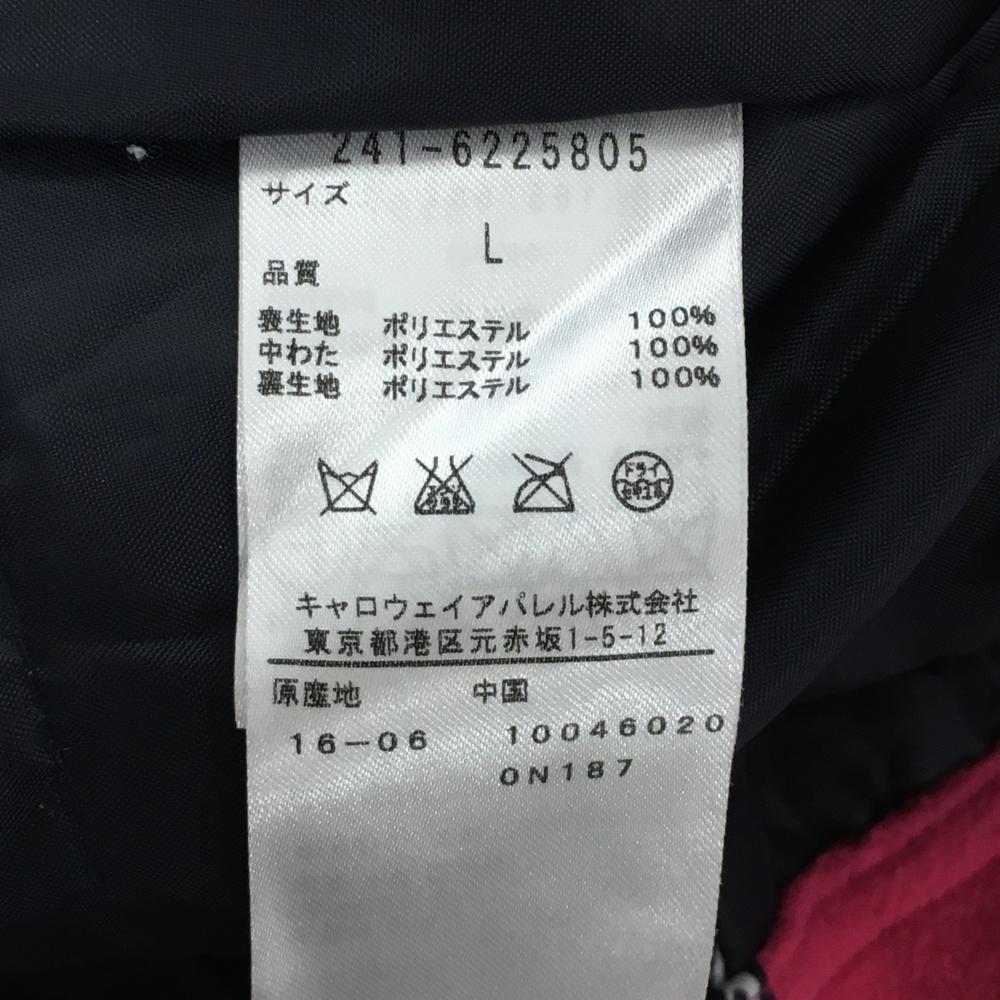 241-6225805
サイズ
L
品質
表生地 ポリエステル 100%
中わた ポリエステル 100%
裏生地 ポリエステル 100%
ドライ
キャロウェイアパレル株式会社
東京都港区元赤坂1-5-12
原産地 中国
16-06 10046020
0N187